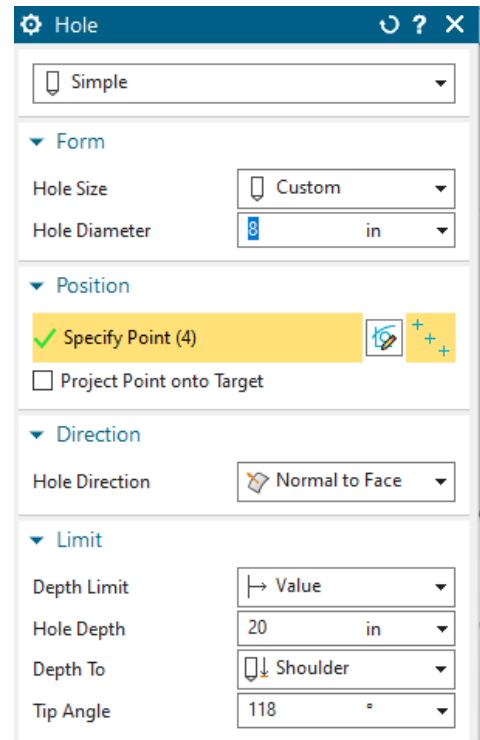 Hole ? X
Simple
Form
Hole Size Custom
Hole Diameter 8 in
Position
Specify Point (4)
Project Point onto Target
Direction
Hole Direction Normal to Face
Limit
Depth Limit Value
Hole Depth 20 in
Depth To Shoulder
Tip Angle 118 °